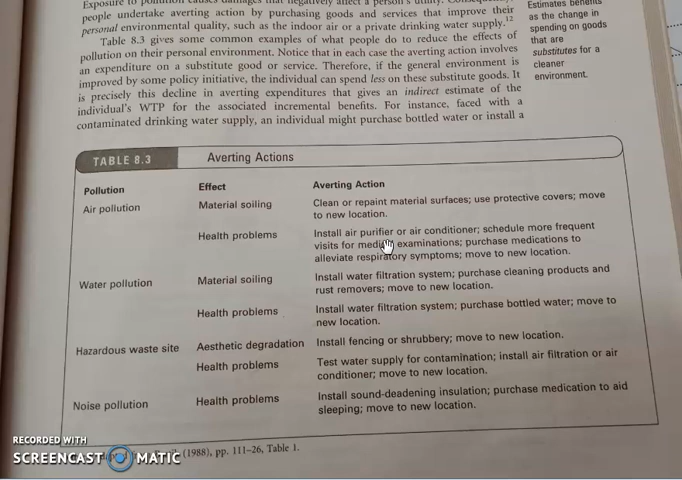 Exposure to pollution causes damages that negatively affect a person's utility.
people undertake averting action by purchasing goods and services that improve their
personal environmental quality, such as the indoor air or a private drinking water supply.12
Table 8.3 gives some common examples of what people do to reduce the effects of
pollution on their personal environment. Notice that in each case the averting action involves
an expenditure on a substitute good or service. Therefore, if the general environment is
improved by some policy initiative, the individual can spend less on these substitute goods. It
is precisely this decline in averting expenditures that gives an indirect estimate of the
individual's WTP for the associated incremental benefits. For instance, faced with a
contaminated drinking water supply, an individual might purchase bottled water or install a
Estimates benefits
as the change in
spending on goods
that are
substitutes for a
cleaner
environment.
TABLE 8.3 Averting Actions
Pollution Effect Averting Action
Air pollution Material soiling Clean or repaint material surfaces; use protective covers; move
to new location.
Health problems Install air purifier or air conditioner; schedule more frequent
visits for medical examinations; purchase medications to
alleviate respiratory symptoms; move to new location.
Water pollution Material soiling Install water filtration system; purchase cleaning products and
rust removers; move to new location.
Health problems Install water filtration system; purchase bottled water; move to
new location.
Hazardous waste site Aesthetic degradation Install fencing or shrubbery; move to new location.
Health problems Test water supply for contamination; install air filtration or air
conditioner; move to new location.
Noise pollution Health problems Install sound-deadening insulation; purchase medication to aid
sleeping; move to new location.
(1988), pp. 111–26, Table 1.
RECORDED WITH
SCREENCAST MATIC